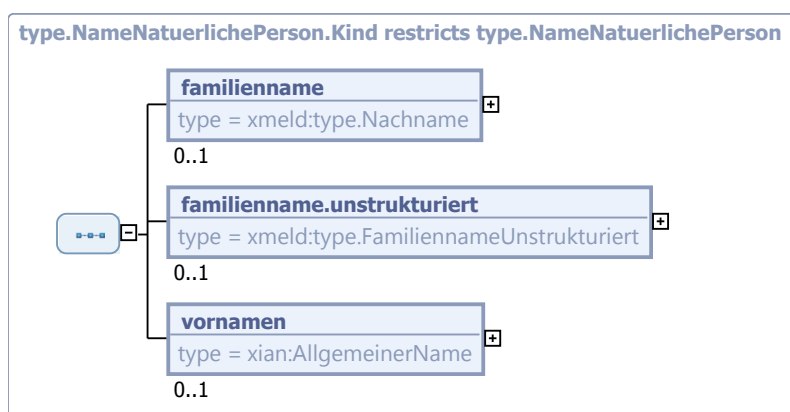 type.NameNatuerlichePerson.Kind restricts type.NameNatuerlichePerson
familienname
type = xmeld:type.Nachname
0..1
familienname.unstrukturiert
type = xmeld:type.FamiliennameUnstrukturiert
0..1
vornamen
type = xian:AllgemeinerName
0..1